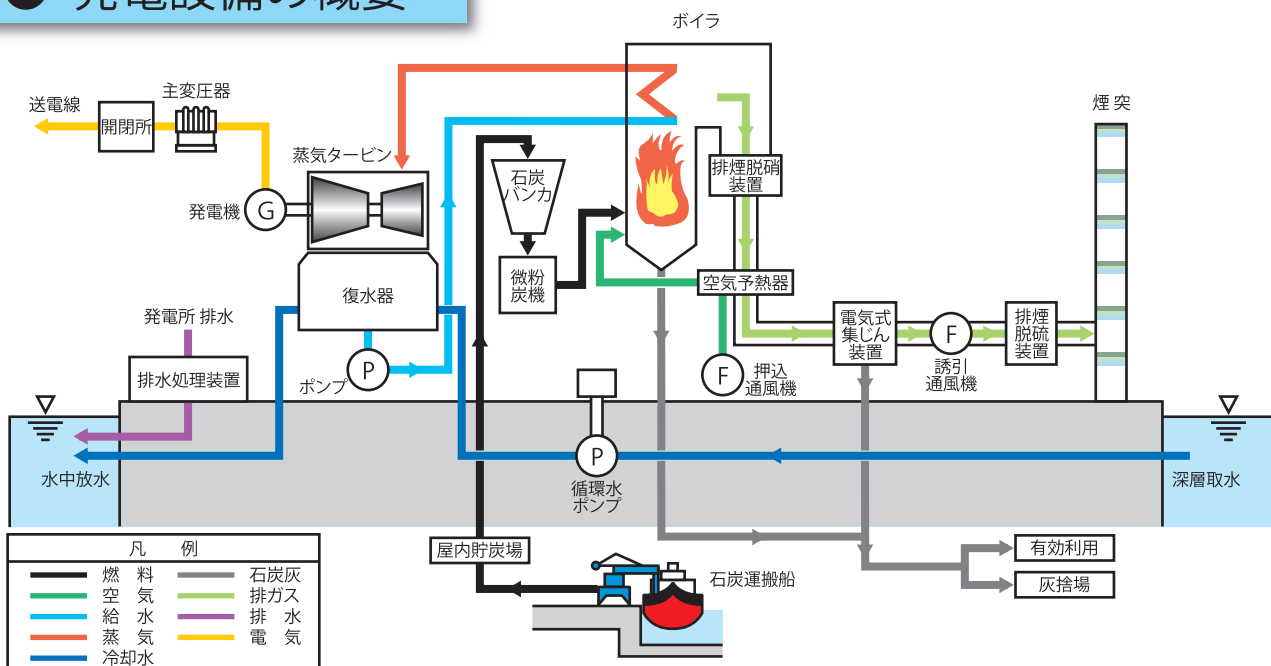 発電設備の概要
ボイラ
送電線
開閉所
主変圧器
蒸気タービン
発電機
G
石炭
バンカ
微粉
炭機
排煙脱硝
装置
煙突
空気予熱器
復水器
発電所 排水
排水処理装置
ポンプ
P
F
押込
通風機
電気式
集じん
装置
F
誘引
通風機
排煙
脱硫
装置
P
循環水
ポンプ
水中放水
深層取水
屋内貯炭場
石炭運搬船
有効利用
灰捨場
凡 例
燃 料
石炭灰
空 気
排ガス
給 水
排 水
蒸 気
電 気
冷却水